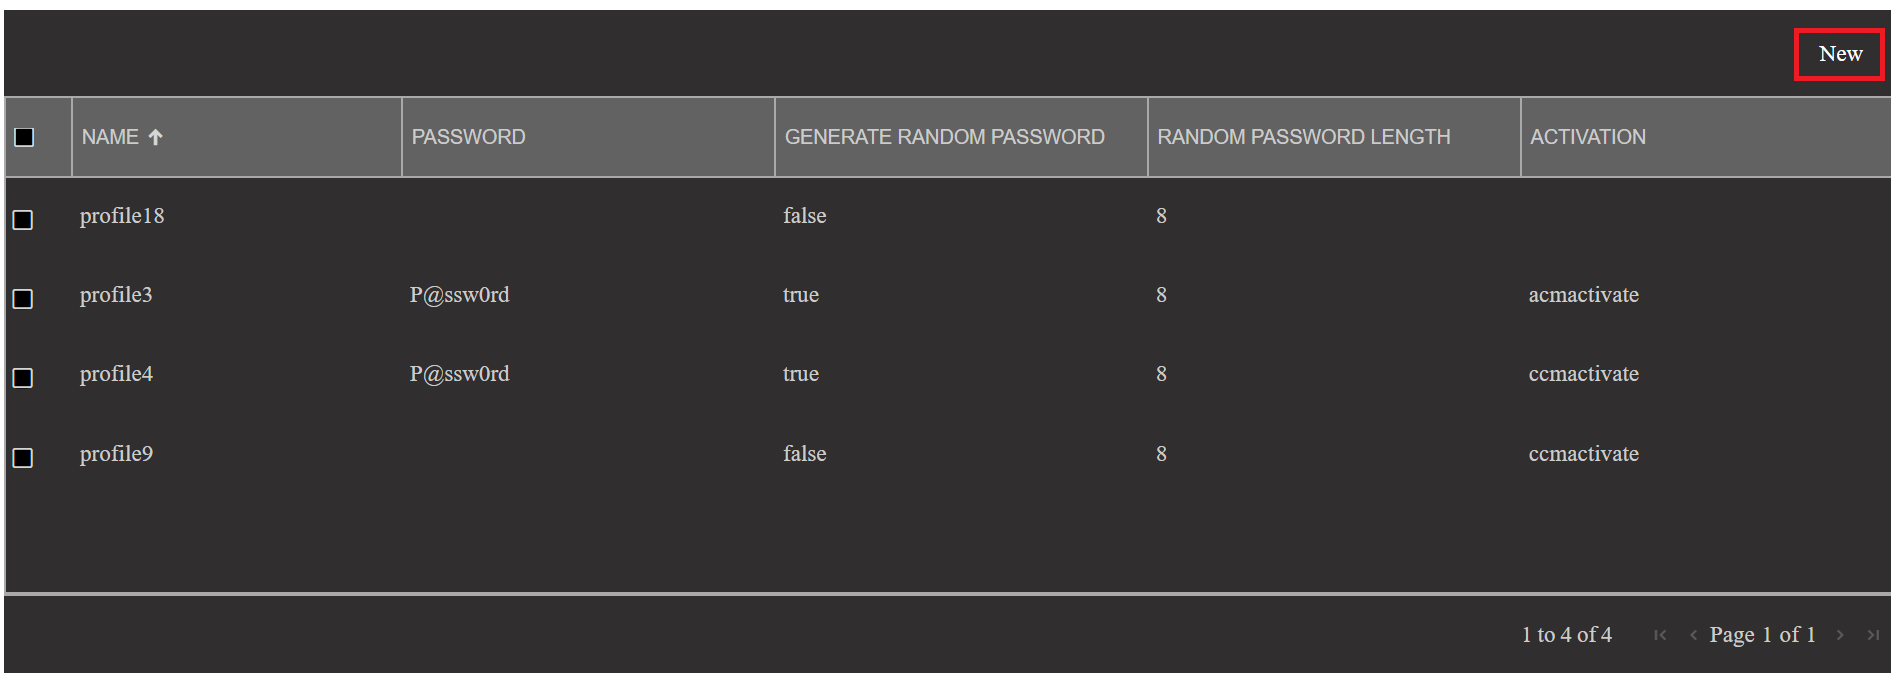 New
NAME PASSWORD GENERATE RANDOM PASSWORD RANDOM PASSWORD LENGTH ACTIVATION
profile18 false 8
profile3 P@ssw0rd true 8 acmactivate
profile4 P@ssw0rd true 8 ccmactivate
profile9 false 8 ccmactivate
1 to 4 of 4 Page 1 of 1